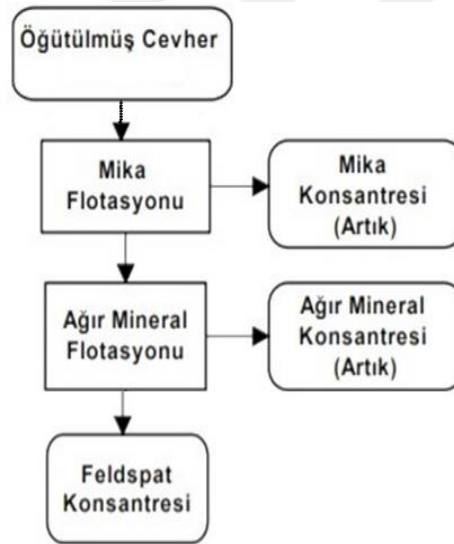 Öğütülmüş Cevher
Mika
Flotasyonu
Mika
Konsantresi
(Artık)
Ağır Mineral
Flotasyonu
Ağır Mineral
Konsantresi
(Artık)
Feldspat
Konsantresi